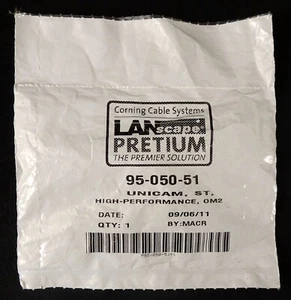 Corning Cable Systems
LANscape®
PRETIUM
THE PREMIER SOLUTION
95-050-51
UNICAM, ST,
HIGH-PERFORMANCE, OM2
DATE: 09/06/11
QTY: 1 BY:MACR